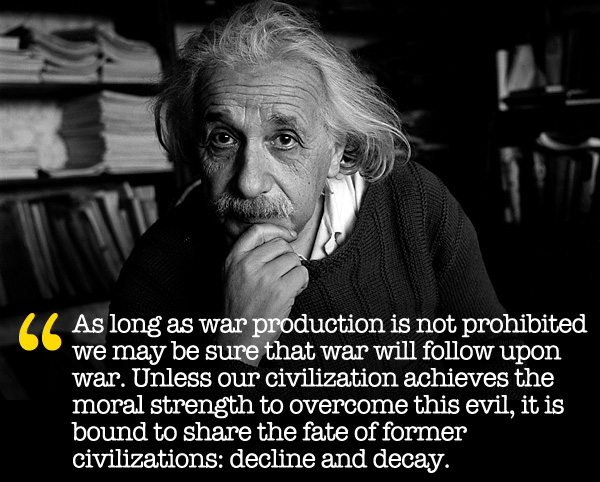 “ As long as war production is not prohibited
we may be sure that war will follow upon
war. Unless our civilization achieves the
moral strength to overcome this evil, it is
bound to share the fate of former
civilizations: decline and decay.